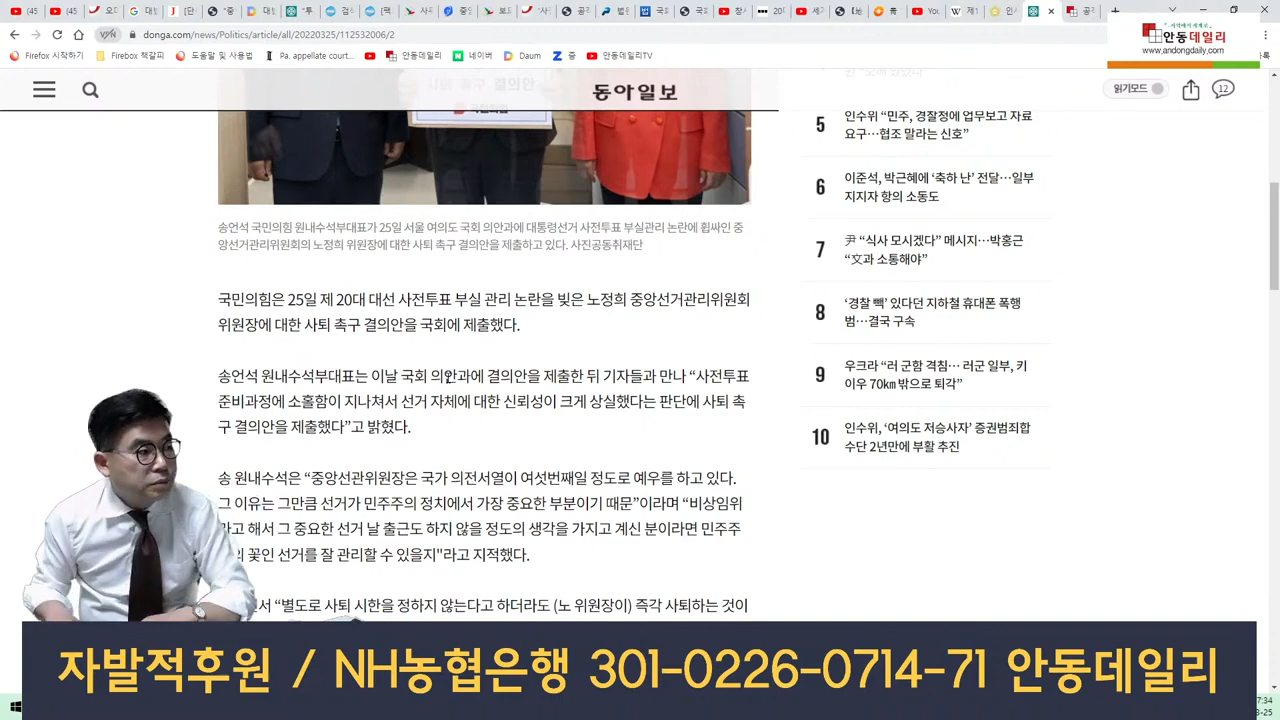 donga.com/news/Politics/article/all/20220325/112532006/2
안동데일리
www.andongdaily.com
Firefox 시작하기
Firefox 책갈피
도움말 및 사용법
Pa. appellate court...
안동데일리
네이버
Daum
줌
안동데일리TV
동아일보
읽기모드
12
송언석 국민의힘 원내수석부대표가 25일 서울 여의도 국회 의안과에 대통령선거 사전투표 부실관리 논란에 휩싸인 중
앙선거관리위원회의 노정희 위원장에 대한 사퇴 촉구 결의안을 제출하고 있다. 사진공동취재단
국민의힘은 25일 제 20대 대선 사전투표 부실 관리 논란을 빚은 노정희 중앙선거관리위원회
위원장에 대한 사퇴 촉구 결의안을 국회에 제출했다.
송언석 원내수석부대표는 이날 국회 의안과에 결의안을 제출한 뒤 기자들과 만나 “사전투표
준비과정에 소홀함이 지나쳐서 선거 자체에 대한 신뢰성이 크게 상실했다는 판단에 사퇴 촉
구 결의안을 제출했다”고 밝혔다.
송 원내수석은 “중앙선관위원장은 국가 의전서열이 여섯번째일 정도로 예우를 하고 있다.
그 이유는 그만큼 선거가 민주주의 정치에서 가장 중요한 부분이기 때문”이라며 “비상임위
라고 해서 그 중요한 선거 날 출근도 하지 않을 정도의 생각을 가지고 계신 분이라면 민주주
의 꽃인 선거를 잘 관리할 수 있을지"라고 지적했다.
서 “별도로 사퇴 시한을 정하지 않는다고 하더라도 (노 위원장이) 즉각 사퇴하는 것이
5 인수위 “민주, 경찰청에 업무보고 자료
요구…협조 말라는 신호”
6 이준석, 박근혜에 ‘축하 난’ 전달…일부
지지자 항의 소동도
7 尹 “식사 모시겠다” 메시지…박홍근
“文과 소통해야”
8 ‘경찰 빽’ 있다던 지하철 휴대폰 폭행
범…결국 구속
9 우크라 “러 군함 격침… 러군 일부, 키
이우 70㎞ 밖으로 퇴각”
10 인수위, ‘여의도 저승사자’ 증권범죄합
수단 2년만에 부활 추진
자발적후원 / NH농협은행 301-0226-0714-71 안동데일리